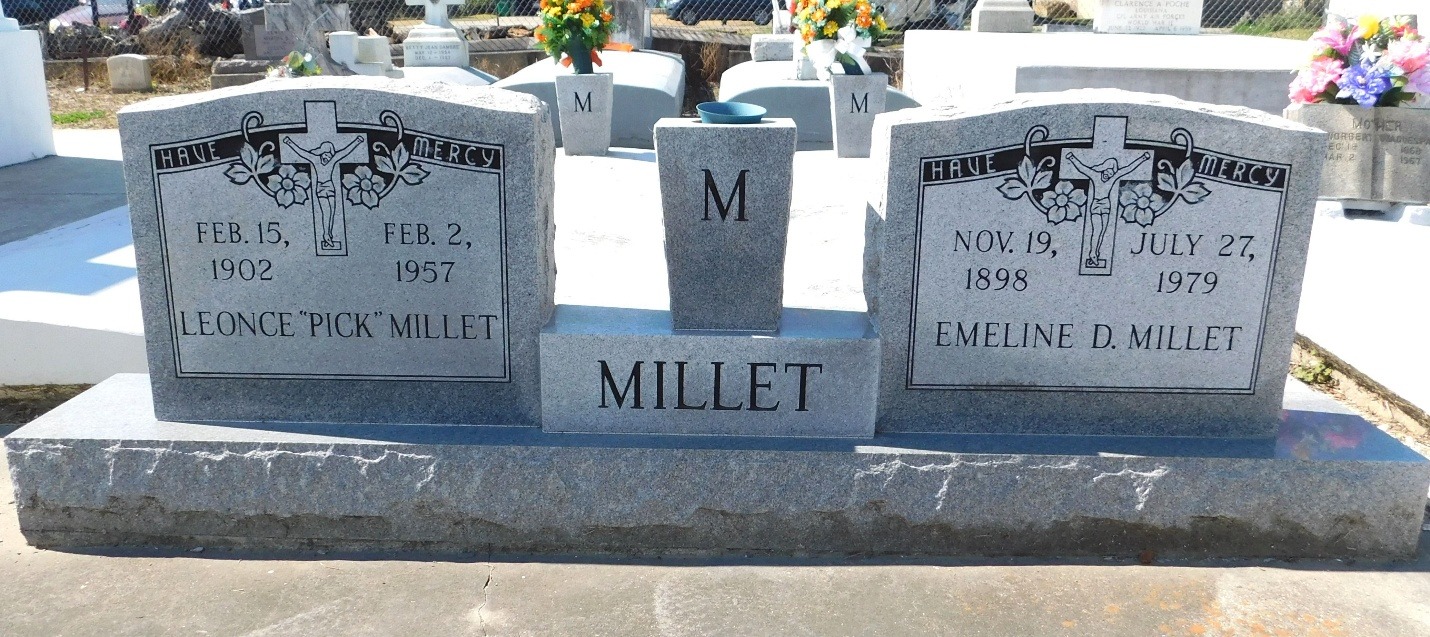 HAVE MERCY
FEB. 15, FEB. 2,
1902 1957
LEONCE "PICK" MILLET
M
MILLET
HAVE MERCY
NOV. 19, JULY 27,
1898 1979
EMELINE D. MILLET
M
M
CLARENCE A POCHE